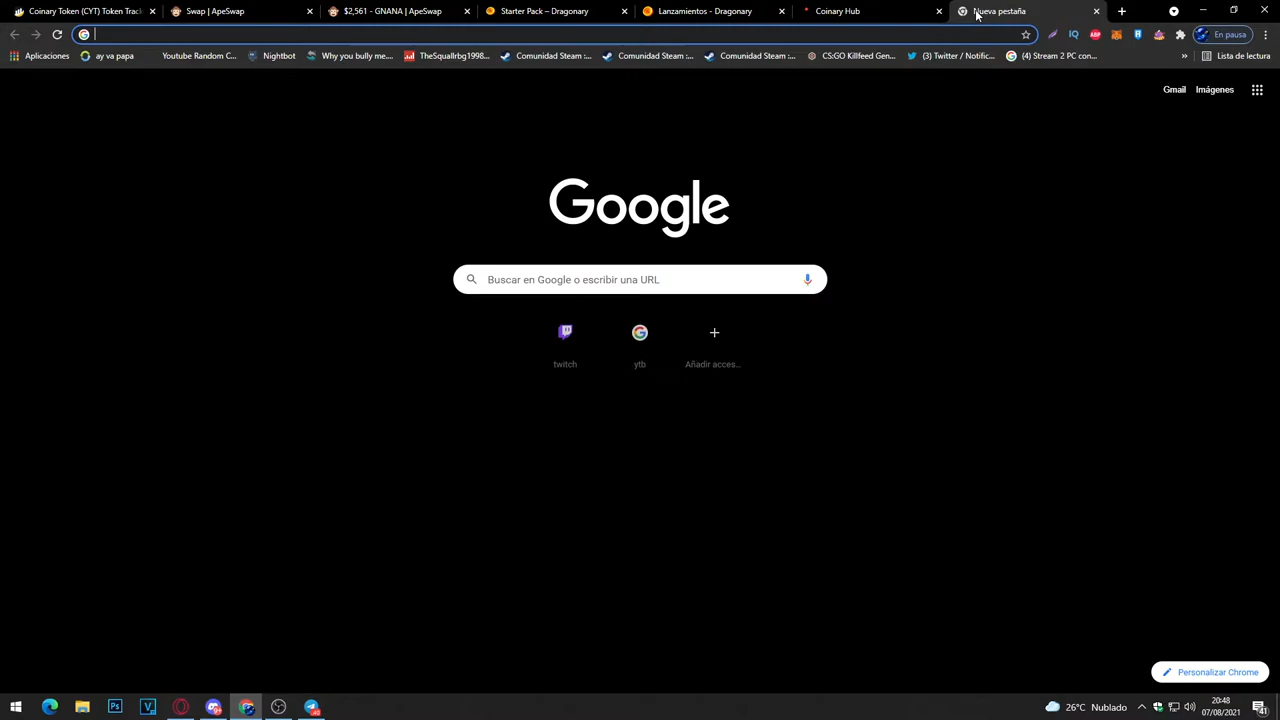 Coinary Token (CYT) Token Track
Swap | ApeSwap
$2,561 - GNANA | ApeSwap
Starter Pack – Dragonary
Lanzamientos - Dragonary
Coinary Hub
Nueva pestaña
En pausa
Aplicaciones
ay va papa
Youtube Random C...
Nightbot
Why you bully me....
TheSquallrbg1998...
Comunidad Steam :...
Comunidad Steam :...
Comunidad Steam :...
CS:GO Killfeed Gen...
(3) Twitter / Notific...
(4) Stream 2 PC con...
»
Lista de lectura
Gmail
Imágenes
Google
Buscar en Google o escribir una URL
twitch
ytb
Añadir acces...
Personalizar Chrome
26°C Nublado
20:48
07/08/2021